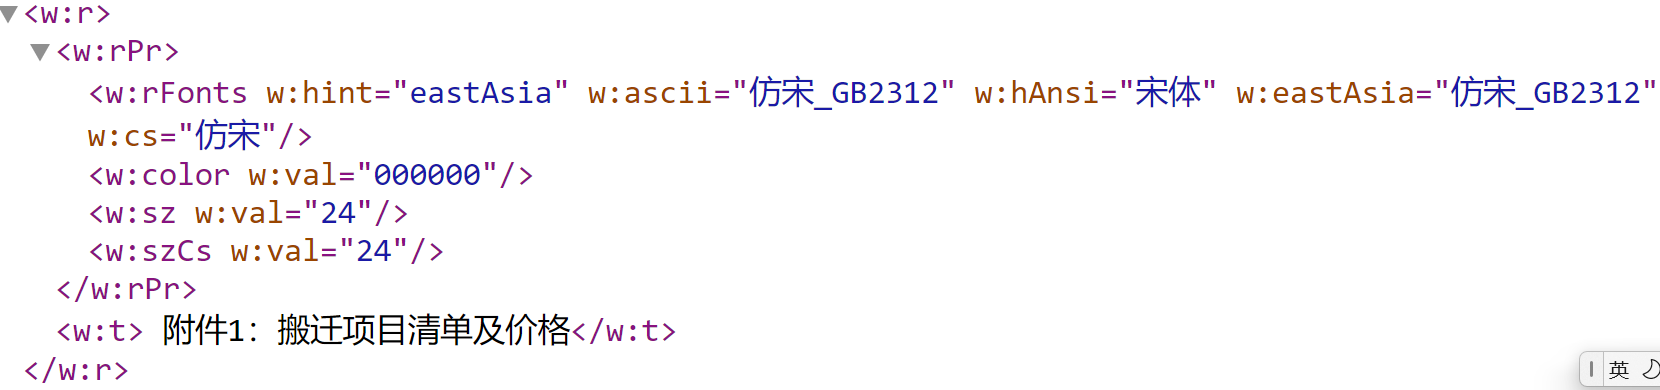 <w:r>
<w:rPr>
<w:rFonts w:hint="eastAsia" w:ascii="仿宋_GB2312" w:hAnsi="宋体" w:eastAsia="仿宋_GB2312"
w:cs="仿宋"/>
<w:color w:val="000000"/>
<w:sz w:val="24"/>
<w:szCs w:val="24"/>
</w:rPr>
<w:t> 附件1：搬迁项目清单及价格</w:t>
</w:r>
英